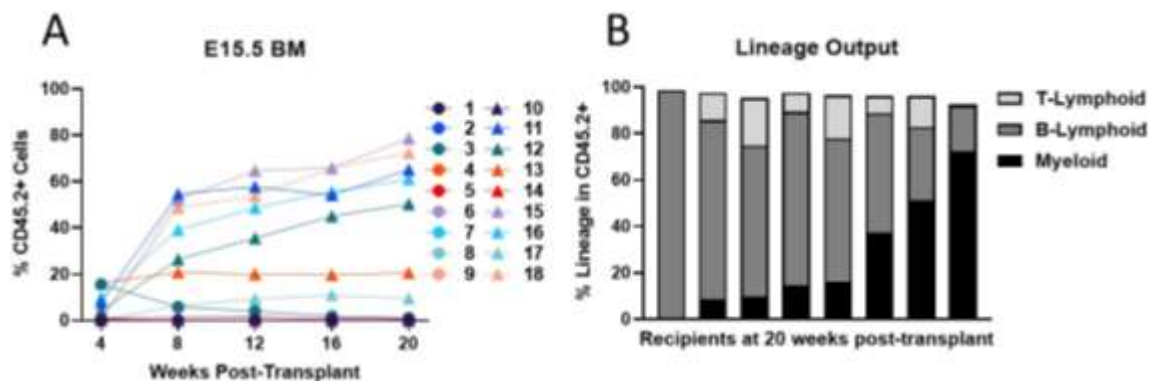 A
E15.5 BM
% CD45.2+ Cells
100
80
60
40
20
0
4 8 12 16 20
Weeks Post-Transplant
1 10
2 11
3 12
4 13
5 14
6 15
7 16
8 17
9 18
B
Lineage Output
% Lineage in CD45.2+
100
80
60
40
20
0
Recipients at 20 weeks post-transplant
T-Lymphoid
B-Lymphoid
Myeloid